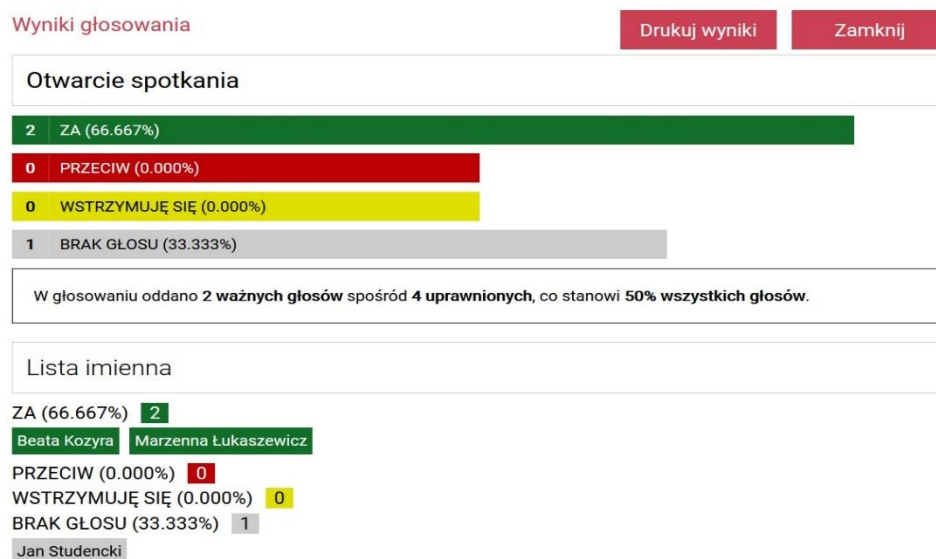 Wyniki głosowania
Drukuj wyniki
Zamknij
Otwarcie spotkania
2 ZA (66.667%)
0 PRZECIW (0.000%)
0 WSTRZYMUJĘ SIĘ (0.000%)
1 BRAK GŁOSU (33.333%)
W głosowaniu oddano 2 ważnych głosów spośród 4 uprawnionych, co stanowi 50% wszystkich głosów.
Lista imienna
ZA (66.667%) 2
Beata Kozyra Marzenna Łukaszewicz
PRZECIW (0.000%) 0
WSTRZYMUJĘ SIĘ (0.000%) 0
BRAK GŁOSU (33.333%) 1
Jan Studencki